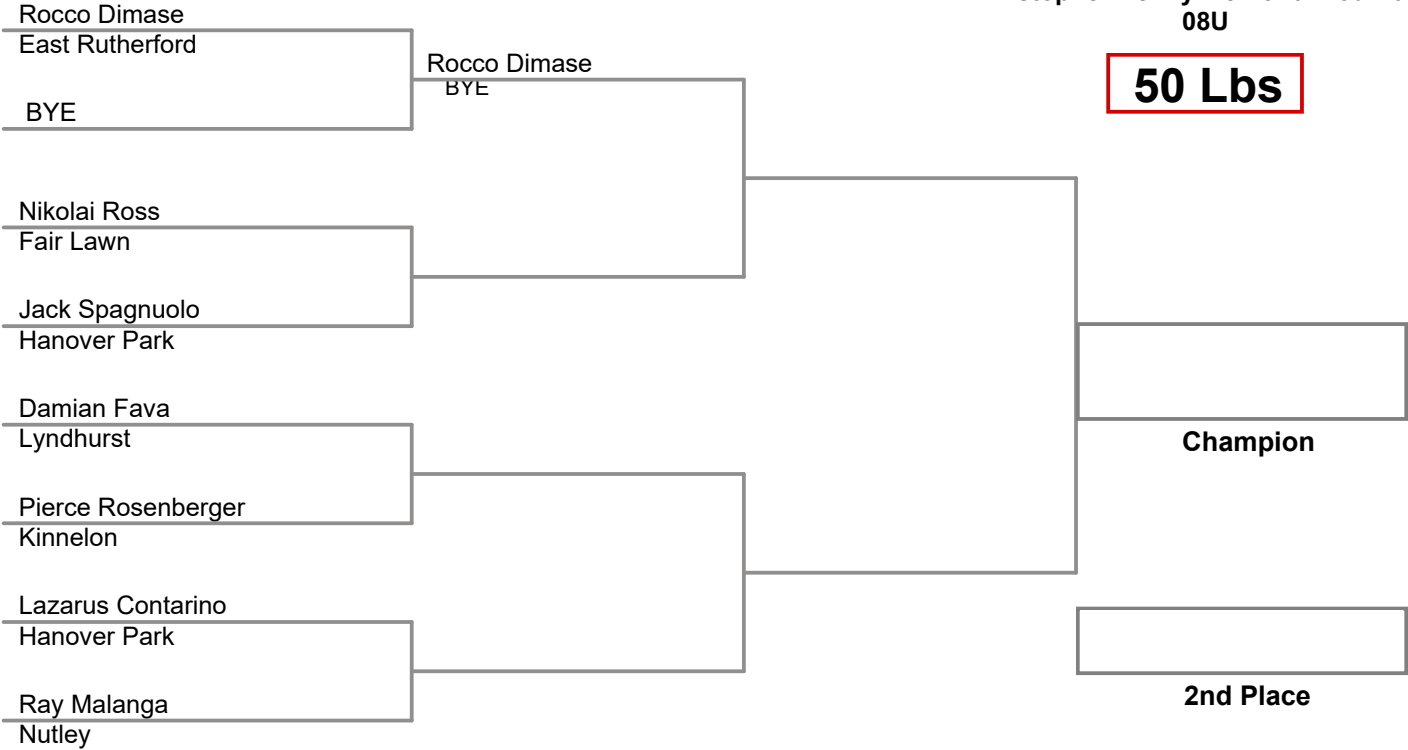 Rocco Dimase
East Rutherford
BYE
Nikolai Ross
Fair Lawn
Jack Spagnuolo
Hanover Park
Damian Fava
Lyndhurst
Pierce Rosenberger
Kinnelon
Lazarus Contarino
Hanover Park
Ray Malanga
Nutley
Rocco Dimase
BYE
08U
50 Lbs
Champion
2nd Place